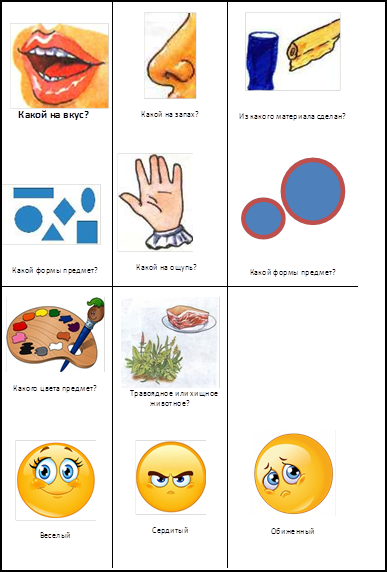 Какой на вкус?
Какой на запах?
Из какого материала сделан?
Какой формы предмет?
Какой на ощупь?
Какой формы предмет?
Какого цвета предмет?
Травоядное или хищное
животное?
Веселый
Сердитый
Обиженный